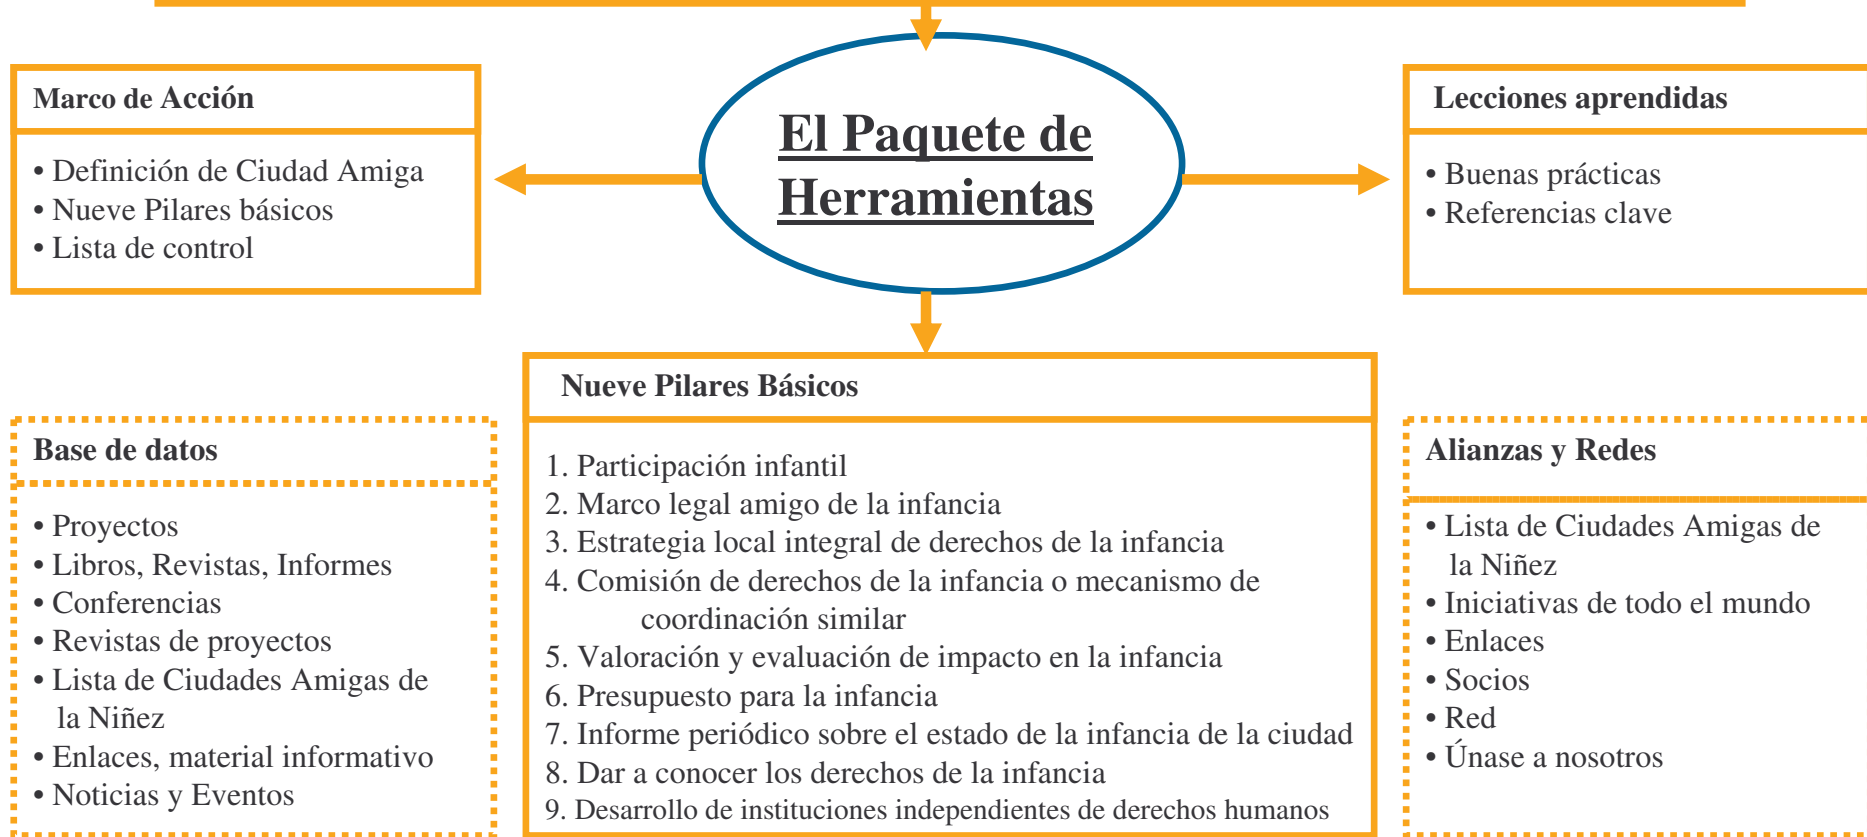 El Paquete de
Herramientas
Marco de Acción
• Definición de Ciudad Amiga
• Nueve Pilares básicos
• Lista de control
Lecciones aprendidas
• Buenas prácticas
• Referencias clave
Nueve Pilares Básicos
1. Participación infantil
2. Marco legal amigo de la infancia
3. Estrategia local integral de derechos de la infancia
4. Comisión de derechos de la infancia o mecanismo de
coordinación similar
5. Valoración y evaluación de impacto en la infancia
6. Presupuesto para la infancia
7. Informe periódico sobre el estado de la infancia de la ciudad
8. Dar a conocer los derechos de la infancia
9. Desarrollo de instituciones independientes de derechos humanos
Base de datos
• Proyectos
• Libros, Revistas, Informes
• Conferencias
• Revistas de proyectos
• Lista de Ciudades Amigas de
la Niñez
• Enlaces, material informativo
• Noticias y Eventos
Alianzas y Redes
• Lista de Ciudades Amigas de
la Niñez
• Iniciativas de todo el mundo
• Enlaces
• Socios
• Red
• Únase a nosotros